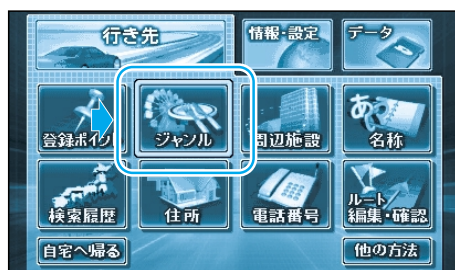 行き先
情報・設定
データ
登録ポイント
ジャンル
周辺施設
名称
検索履歴
住所
電話番号
ルート
編集・確認
自宅へ帰る
他の方法